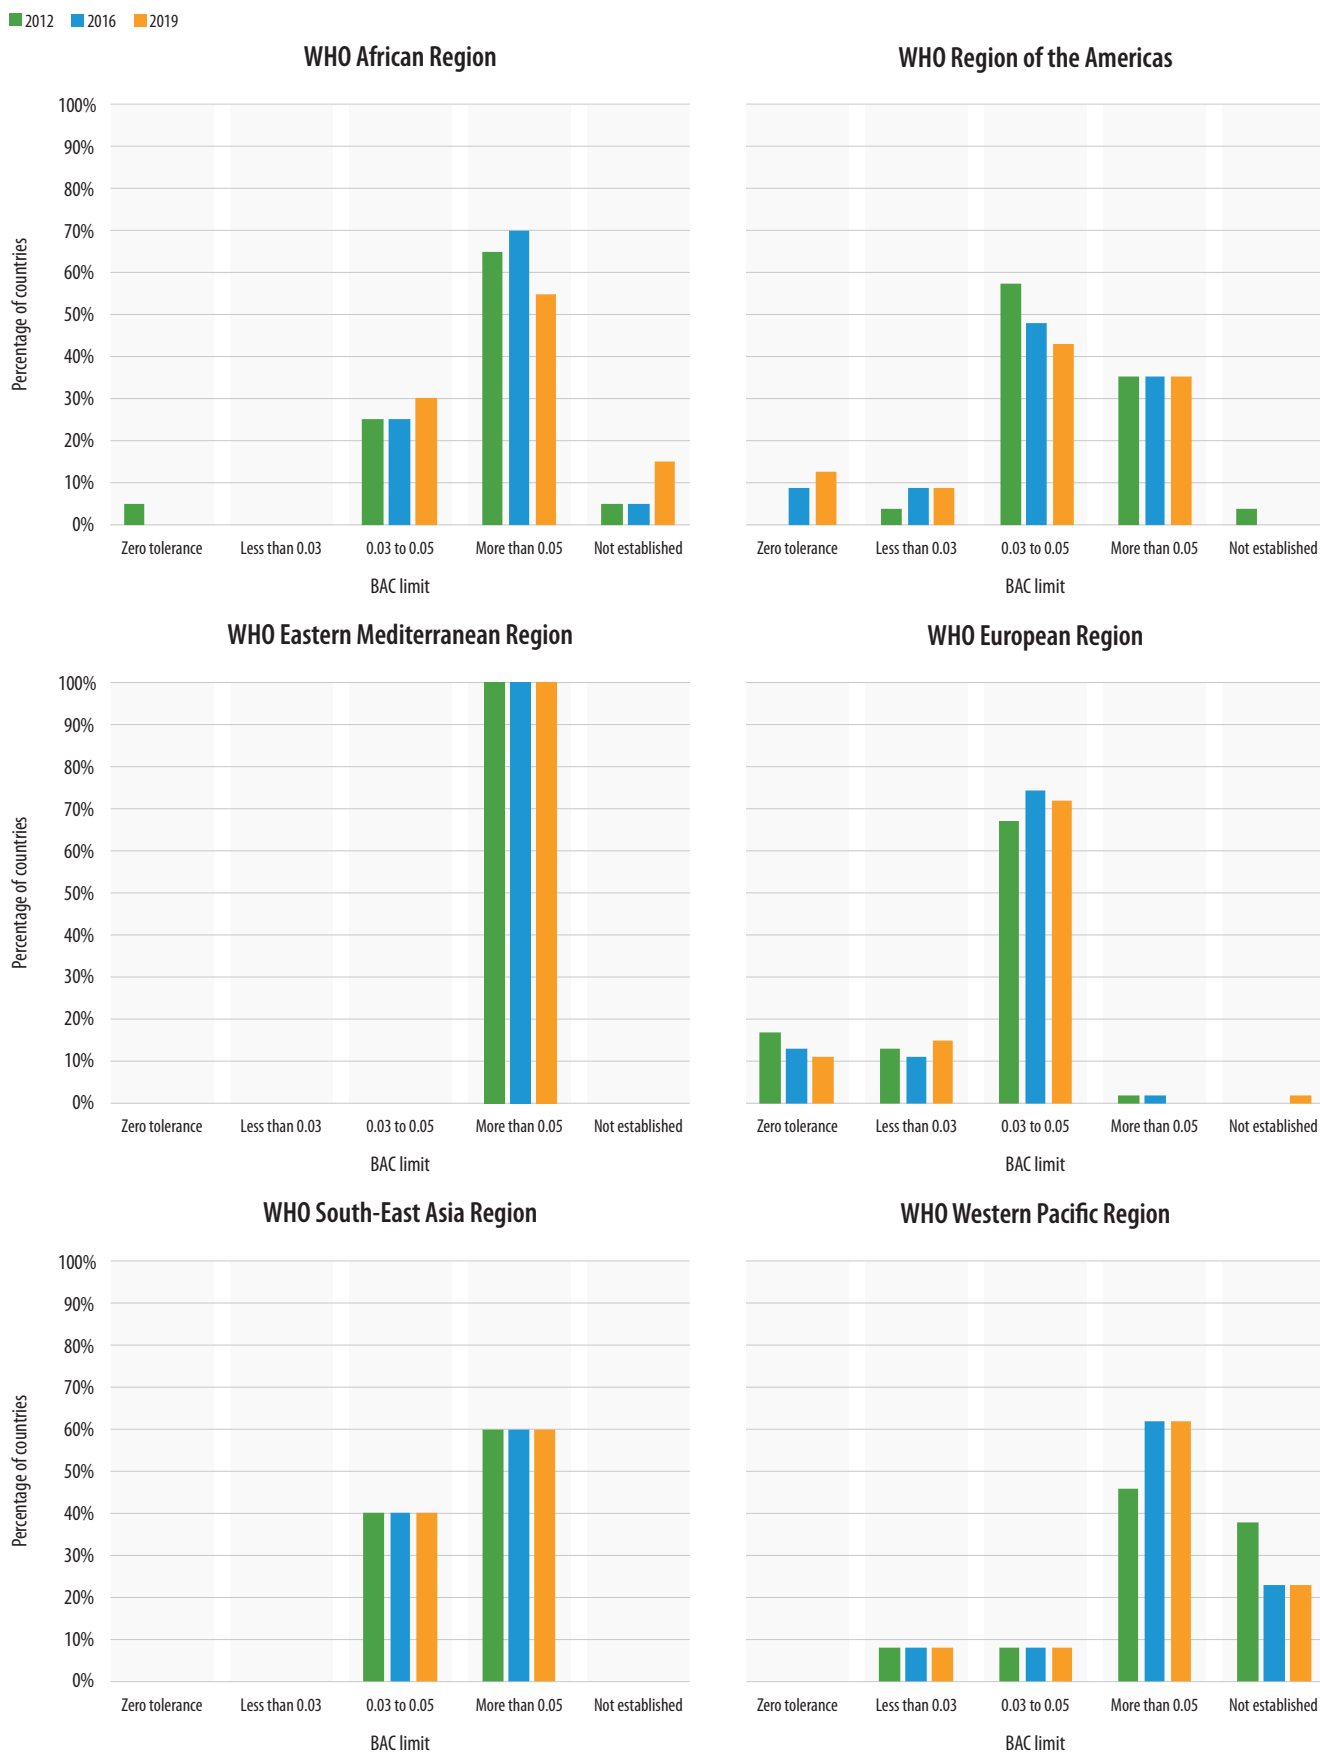 2012 2016 2019
WHO African Region
Percentage of countries
100%
90%
80%
70%
60%
50%
40%
30%
20%
10%
0%
Zero tolerance Less than 0.03 0.03 to 0.05 More than 0.05 Not established
BAC limit
WHO Region of the Americas
Zero tolerance Less than 0.03 0.03 to 0.05 More than 0.05 Not established
BAC limit
WHO Eastern Mediterranean Region
Percentage of countries
100%
90%
80%
70%
60%
50%
40%
30%
20%
10%
0%
Zero tolerance Less than 0.03 0.03 to 0.05 More than 0.05 Not established
BAC limit
WHO European Region
Zero tolerance Less than 0.03 0.03 to 0.05 More than 0.05 Not established
BAC limit
WHO South-East Asia Region
Percentage of countries
100%
90%
80%
70%
60%
50%
40%
30%
20%
10%
0%
Zero tolerance Less than 0.03 0.03 to 0.05 More than 0.05 Not established
BAC limit
WHO Western Pacific Region
Zero tolerance Less than 0.03 0.03 to 0.05 More than 0.05 Not established
BAC limit